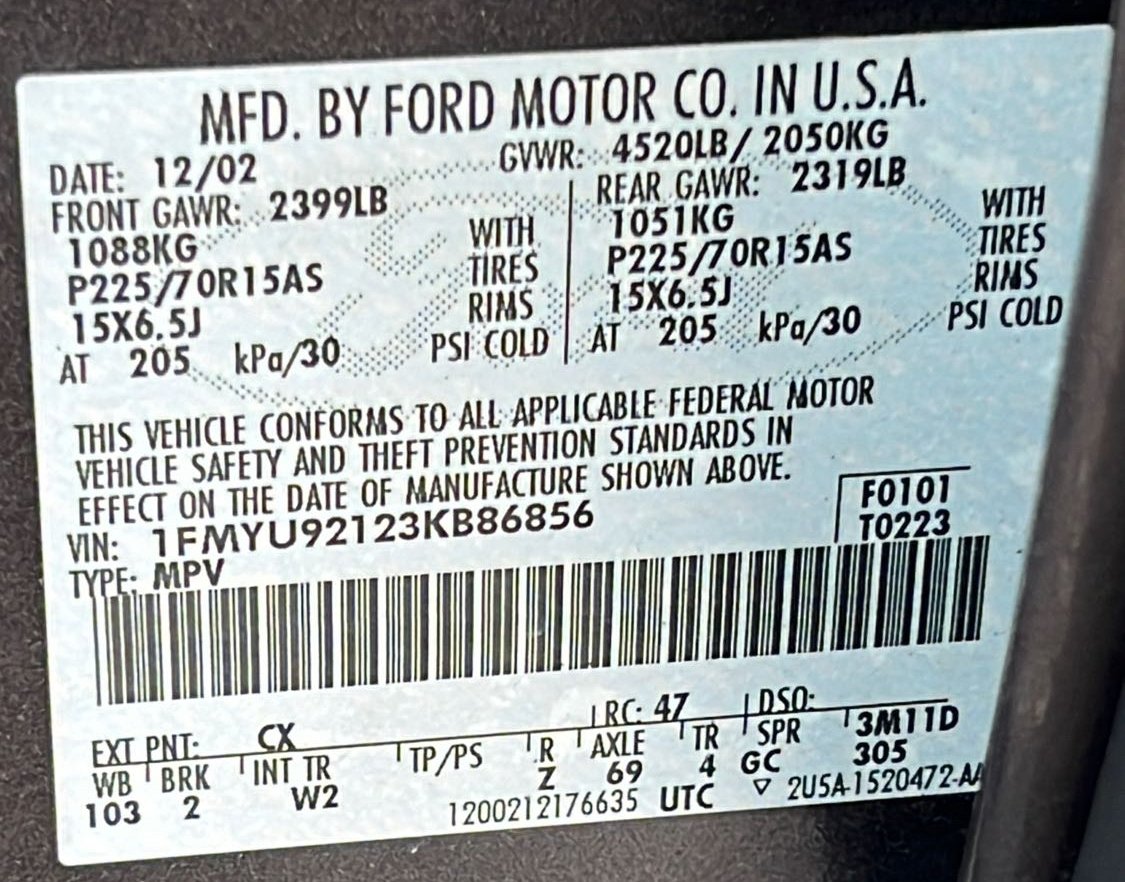 MFD. BY FORD MOTOR CO. IN U.S.A.
DATE: 12/02 GVWR: 4520LB/ 2050KG
FRONT GAWR: 2399LB REAR GAWR: 2319LB
1088KG WITH 1051KG WITH
P225/70R15AS TIRES P225/70R15AS TIRES
15X6.5J RIMS 15X6.5J RIMS
AT 205 kPa/30 PSI COLD AT 205 kPa/30 PSI COLD
THIS VEHICLE CONFORMS TO ALL APPLICABLE FEDERAL MOTOR
VEHICLE SAFETY AND THEFT PREVENTION STANDARDS IN
EFFECT ON THE DATE OF MANUFACTURE SHOWN ABOVE.
VIN: 1FMYU92123KB86856 F0101
TYPE: MPV T0223
EXT PNT: CX RC: 47 DSO:
WB BRK INT TR TP/PS R AXLE TR SPR 3M11D
103 2 W2 Z 69 4 GC 305
1200212176635 UTC ▽ 2U5A-1520472-AA